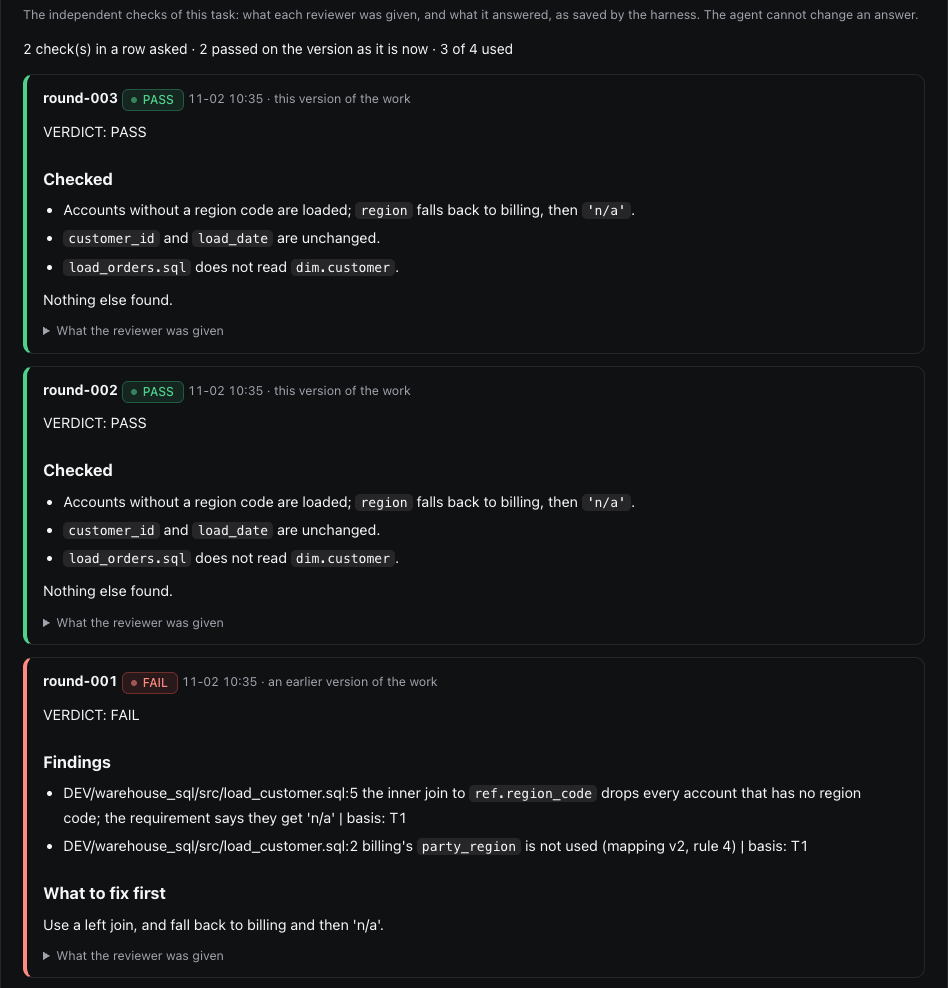 The independent checks of this task: what each reviewer was given, and what it answered, as saved by the harness. The agent cannot change an answer.
2 check(s) in a row asked · 2 passed on the version as it is now · 3 of 4 used
round-003 PASS 11-02 10:35 · this version of the work
VERDICT: PASS
Checked
Accounts without a region code are loaded; region falls back to billing, then 'n/a'.
customer_id and load_date are unchanged.
load_orders.sql does not read dim.customer.
Nothing else found.
What the reviewer was given
round-002 PASS 11-02 10:35 · this version of the work
VERDICT: PASS
Checked
Accounts without a region code are loaded; region falls back to billing, then 'n/a'.
customer_id and load_date are unchanged.
load_orders.sql does not read dim.customer.
Nothing else found.
What the reviewer was given
round-001 FAIL 11-02 10:35 · an earlier version of the work
VERDICT: FAIL
Findings
DEV/warehouse_sql/src/load_customer.sql:5 the inner join to ref.region_code drops every account that has no region
code; the requirement says they get 'n/a' | basis: T1
DEV/warehouse_sql/src/load_customer.sql:2 billing's party_region is not used (mapping v2, rule 4) | basis: T1
What to fix first
Use a left join, and fall back to billing and then 'n/a'.
What the reviewer was given